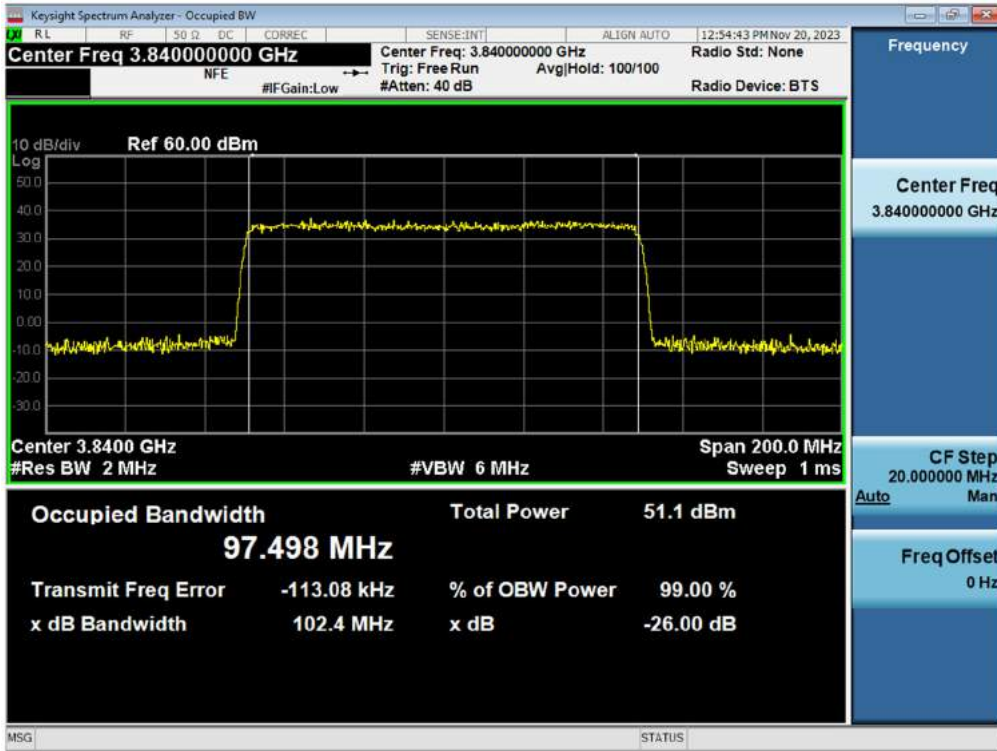 Keysight Spectrum Analyzer - Occupied BW
RL RF 50 Ω DC CORREC SENSE:INT ALIGN AUTO 12:54:43 PM Nov 20, 2023
Center Freq 3.840000000 GHz
NFE
#IFGain:Low
Center Freq: 3.840000000 GHz
Trig: Free Run Avg|Hold: 100/100
#Atten: 40 dB
Radio Std: None
Radio Device: BTS
10 dB/div Ref 60.00 dBm
Log
50.0
40.0
30.0
20.0
10.0
0.00
-10.0
-20.0
-30.0
Center 3.8400 GHz Span 200.0 MHz
#Res BW 2 MHz #VBW 6 MHz Sweep 1 ms
Occupied Bandwidth Total Power 51.1 dBm
97.498 MHz
Transmit Freq Error -113.08 kHz % of OBW Power 99.00 %
x dB Bandwidth 102.4 MHz x dB -26.00 dB
MSG STATUS
Frequency
Center Freq
3.840000000 GHz
CF Step
20.000000 MHz
Auto Man
Freq Offset
0 Hz